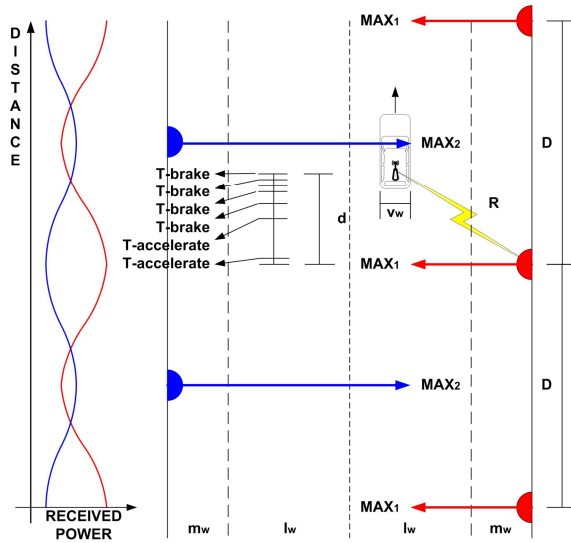 DISTANCE
MAX1
D
MAX2
T-brake
T-brake
T-brake
T-brake
T-accelerate
T-accelerate
d
vw
R
MAX1
MAX2
D
MAX1
RECEIVED
POWER
mw
lw
lw
mw